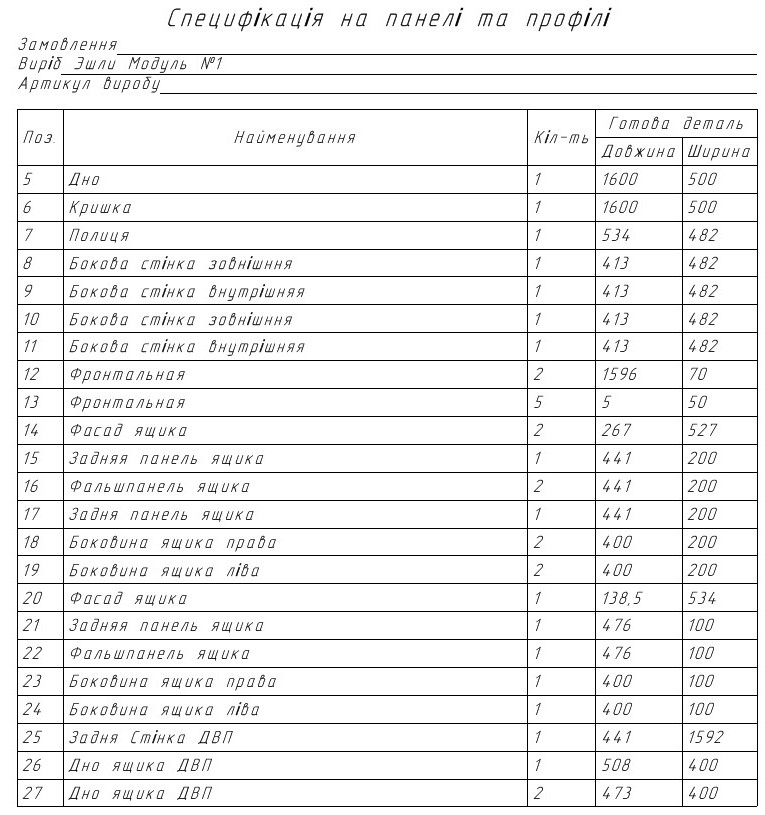 Специфікація на панелі та профілі
Замовлення
Виріб Эшли Модуль №1
Артикул виробу
Поз. Найменування Кіл-ть Готова деталь
Довжина Ширина
5 Дно 1 1600 500
6 Кришка 1 1600 500
7 Полиця 1 534 482
8 Бокова стінка зовнішння 1 413 482
9 Бокова стінка внутрішняя 1 413 482
10 Бокова стінка зовнішння 1 413 482
11 Бокова стінка внутрішняя 1 413 482
12 Фронтальная 2 1596 70
13 Фронтальная 5 5 50
14 Фасад ящика 2 267 527
15 Задняя панель ящика 1 441 200
16 Фальшпанель ящика 2 441 200
17 Задня панель ящика 1 441 200
18 Боковина ящика права 2 400 200
19 Боковина ящика ліва 2 400 200
20 Фасад ящика 1 138,5 534
21 Задняя панель ящика 1 476 100
22 Фальшпанель ящика 1 476 100
23 Боковина ящика права 1 400 100
24 Боковина ящика ліва 1 400 100
25 Задня Стінка ДВП 1 441 1592
26 Дно ящика ДВП 1 508 400
27 Дно ящика ДВП 2 473 400